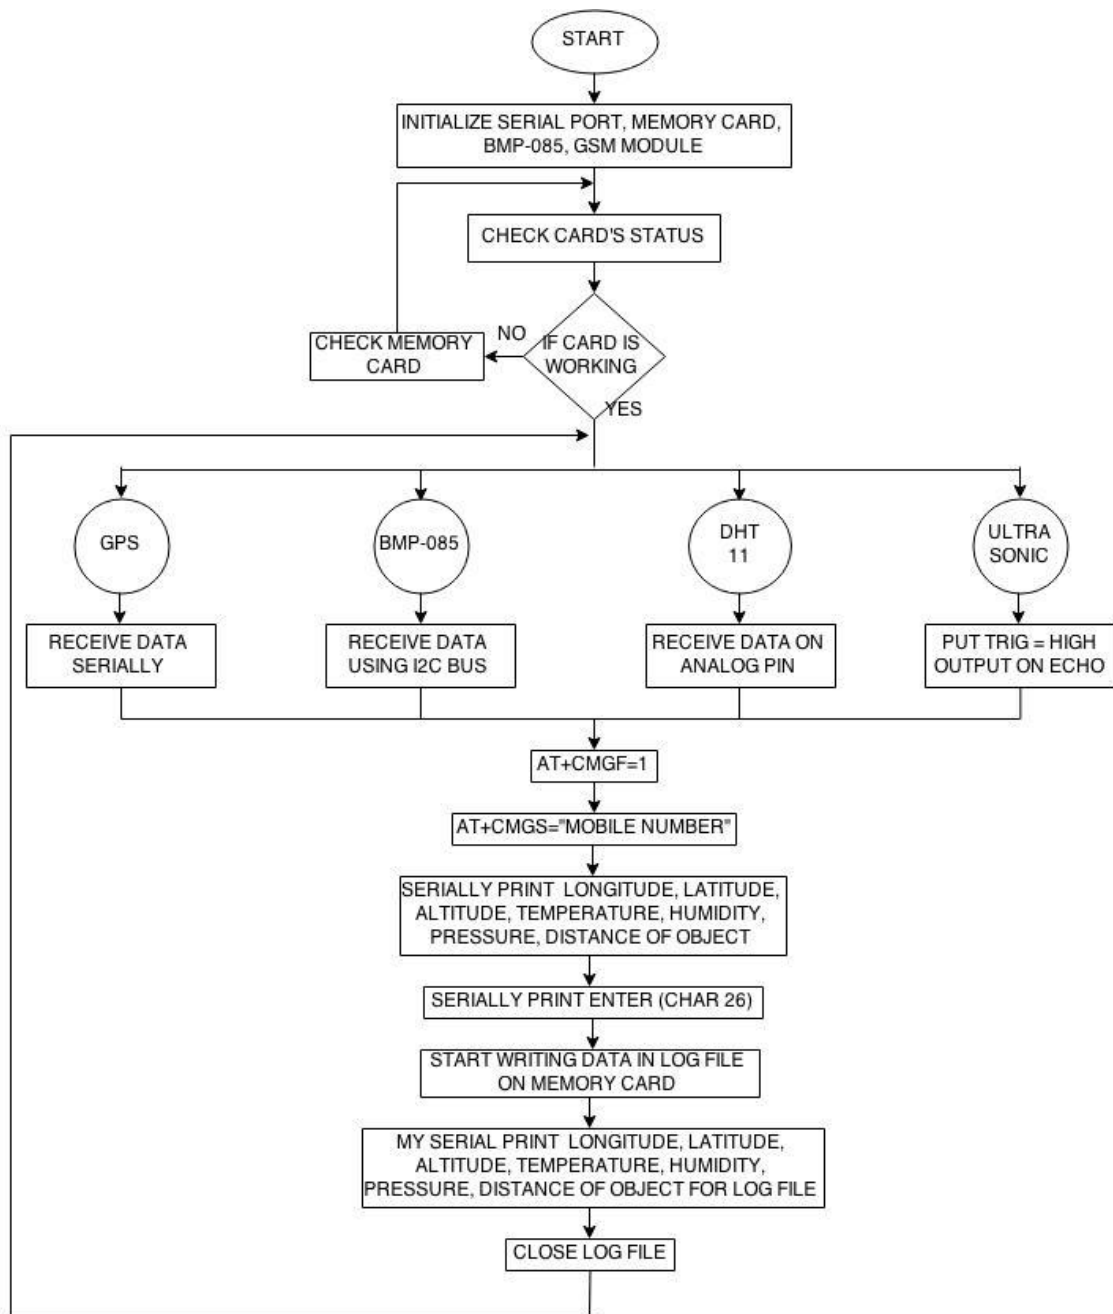 START
INITIALIZE SERIAL PORT, MEMORY CARD,
BMP-085, GSM MODULE
CHECK CARD'S STATUS
NO
IF CARD IS
WORKING
CHECK MEMORY
CARD
YES
GPS
BMP-085
DHT
11
ULTRA
SONIC
RECEIVE DATA
SERIALLY
RECEIVE DATA
USING I2C BUS
RECEIVE DATA ON
ANALOG PIN
PUT TRIG = HIGH
OUTPUT ON ECHO
AT+CMGF=1
AT+CMGS="MOBILE NUMBER"
SERIALLY PRINT LONGITUDE, LATITUDE,
ALTITUDE, TEMPERATURE, HUMIDITY,
PRESSURE, DISTANCE OF OBJECT
SERIALLY PRINT ENTER (CHAR 26)
START WRITING DATA IN LOG FILE
ON MEMORY CARD
MY SERIAL PRINT LONGITUDE, LATITUDE,
ALTITUDE, TEMPERATURE, HUMIDITY,
PRESSURE, DISTANCE OF OBJECT FOR LOG FILE
CLOSE LOG FILE